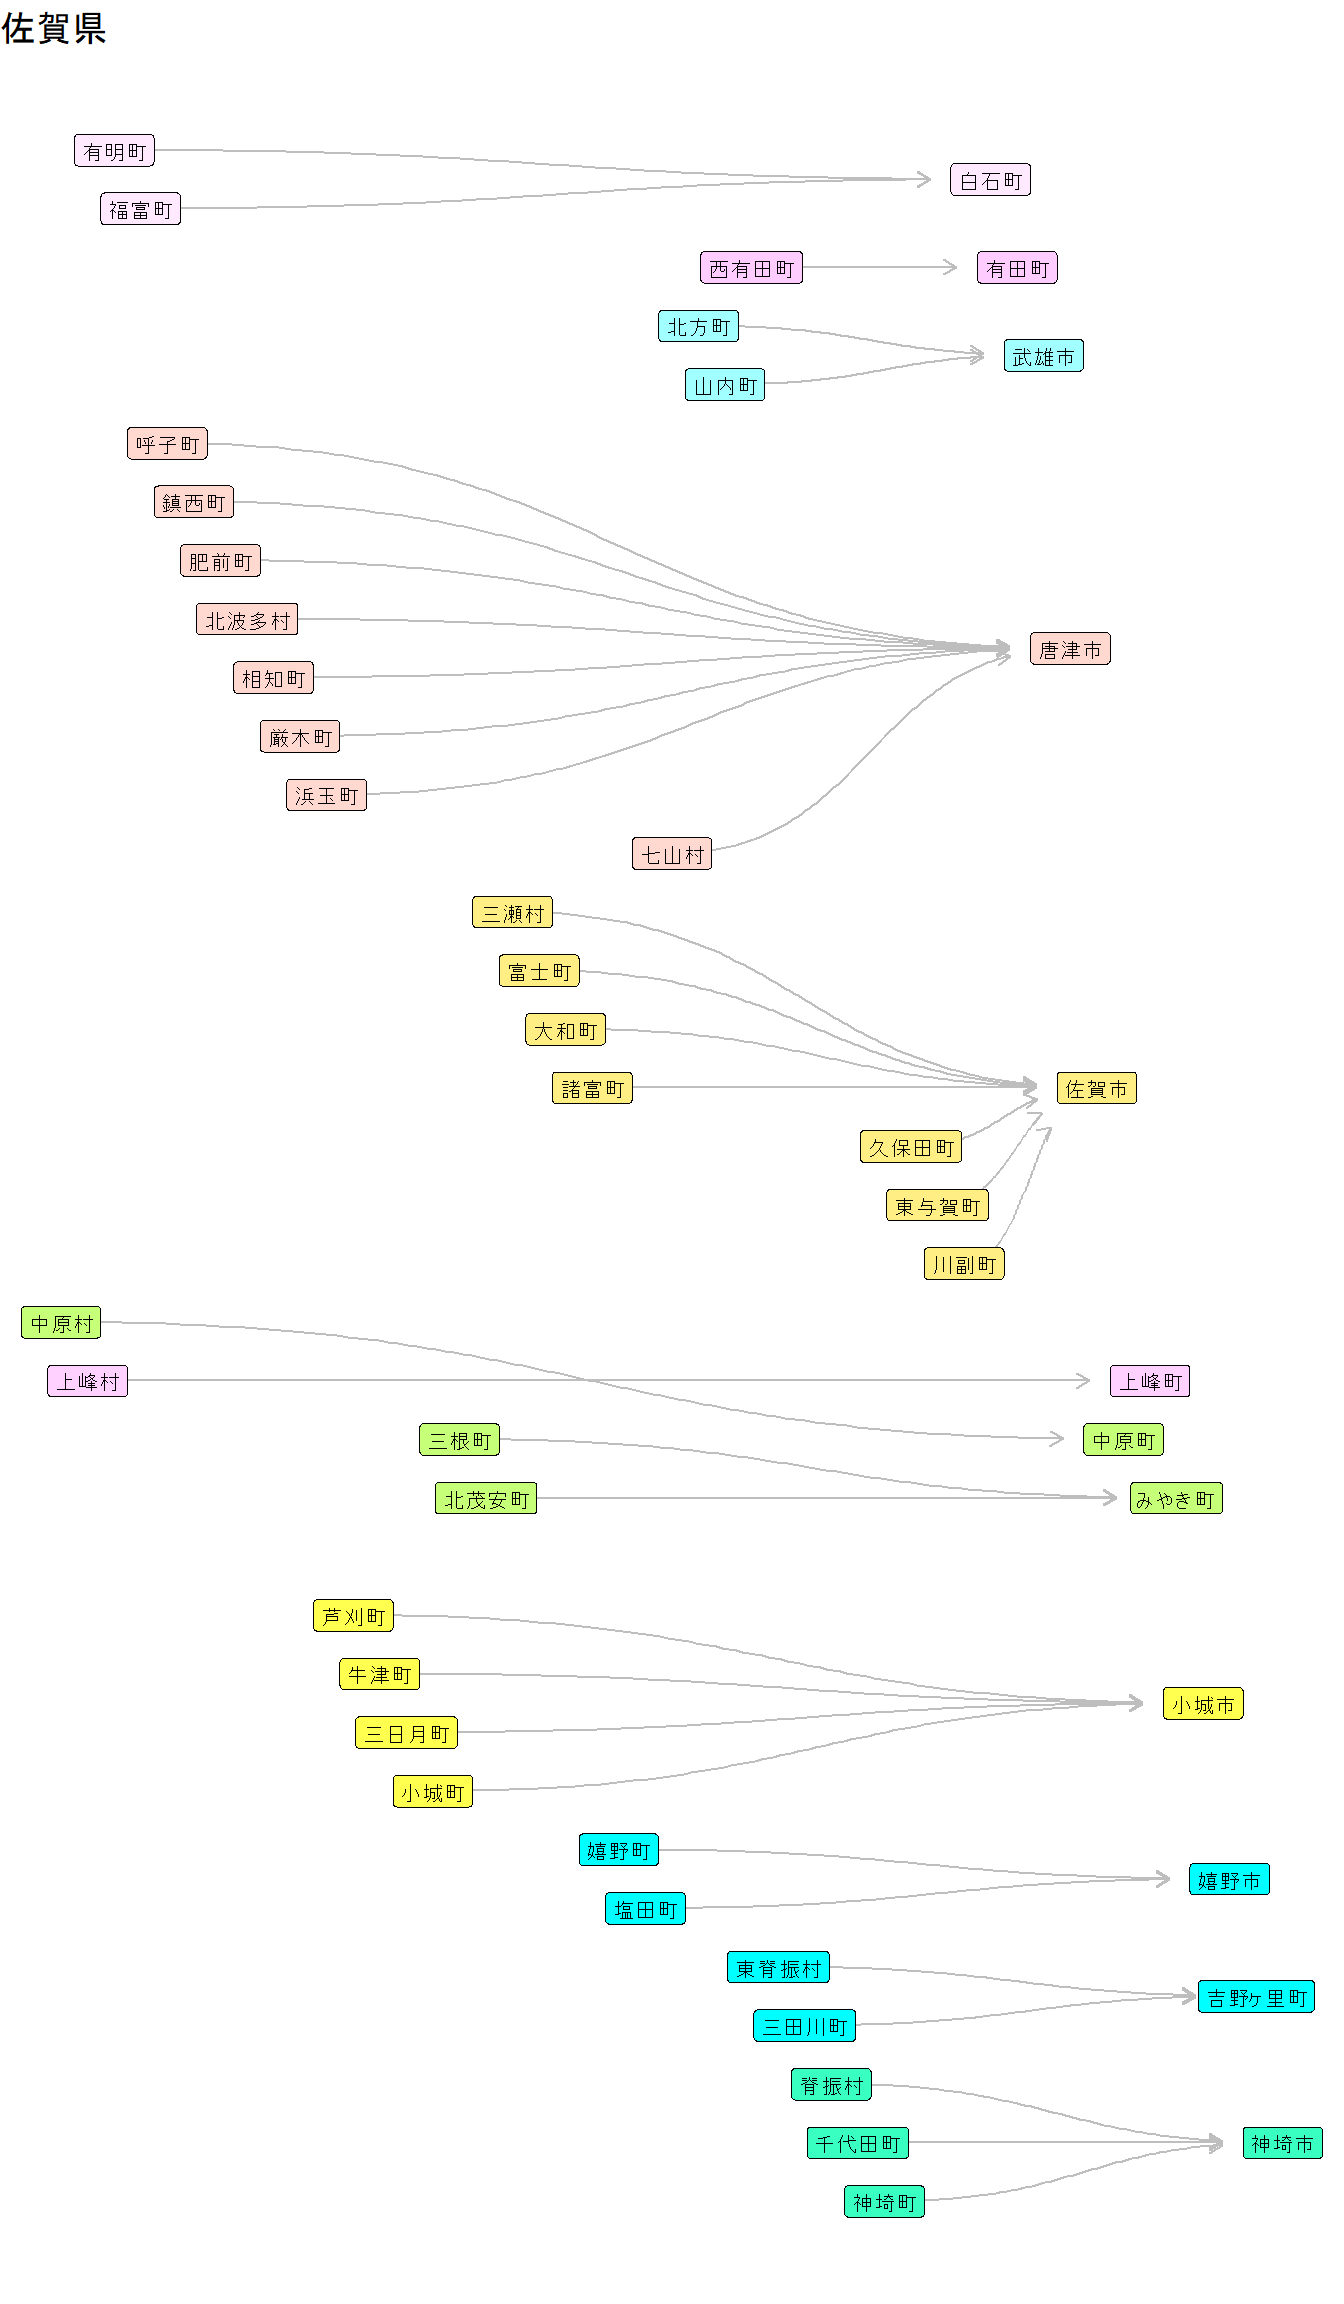 佐賀県
有明町
白石町
福富町
西有田町
有田町
北方町
武雄市
山内町
呼子町
鎮西町
肥前町
北波多村
唐津市
相知町
厳木町
浜玉町
七山村
三瀬村
富士町
大和町
諸富町
佐賀市
久保田町
東与賀町
川副町
中原村
上峰村
上峰町
三根町
中原町
北茂安町
みやき町
芦刈町
牛津町
小城市
三日月町
小城町
嬉野町
嬉野市
塩田町
東脊振村
吉野ヶ里町
三田川町
脊振村
千代田町
神埼市
神埼町